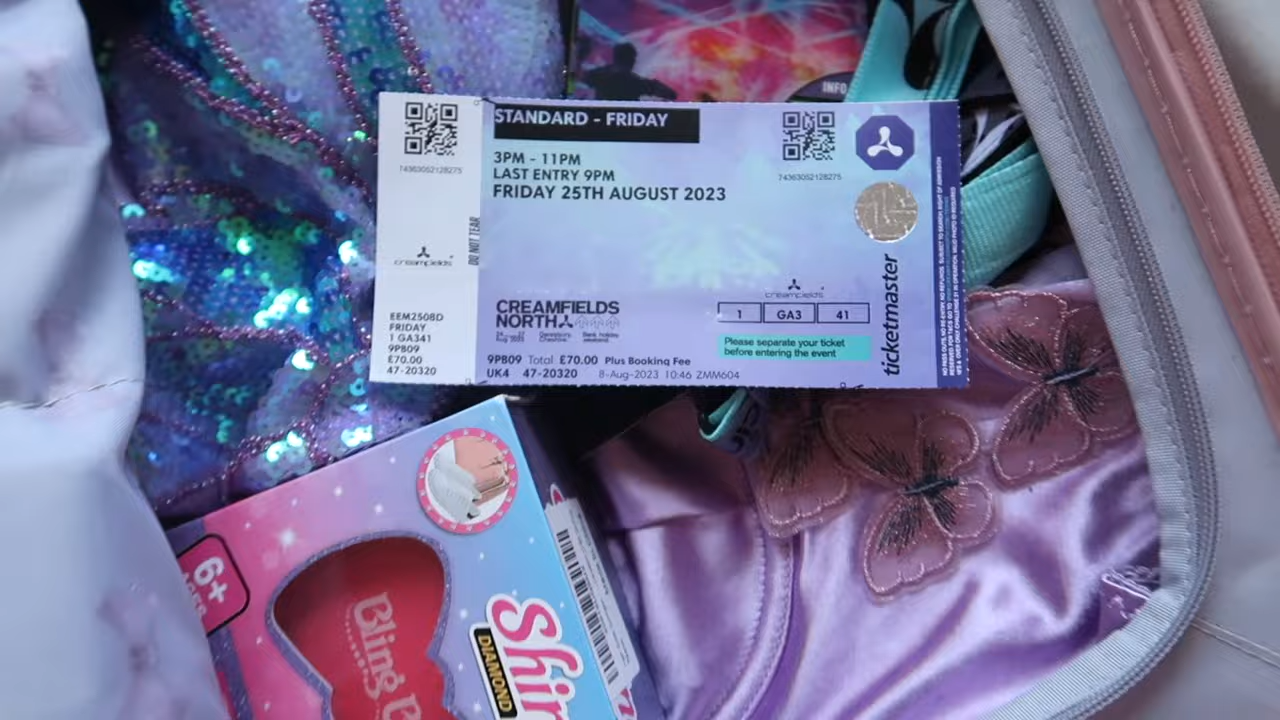 INFO
STANDARD - FRIDAY
74363052128275
3PM - 11PM
LAST ENTRY 9PM
FRIDAY 25TH AUGUST 2023
74363052128275
DO NOT TEAR
creamfields
EEM2508D
FRIDAY
1 GA341
9PB09
£70.00
47-20320
CREAMFIELDS
NORTH
creamfields
1 GA3 41
Please separate your ticket
before entering the event
9PB09 Total £70.00 Plus Booking Fee
UK4 47-20320 8-Aug-2023 10:46 ZMM604
ticketmaster
6+
Bling
Shin
DIAMOND